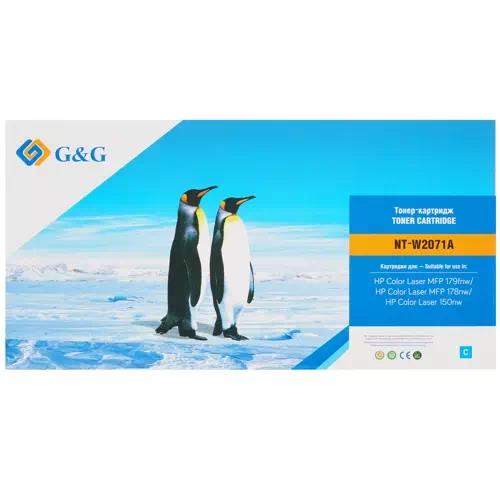 G&G
Тонер-картридж
TONER CARTRIDGE
NT-W2071A
Картриджи для: – Suitable for use in:
HP Color Laser MFP 179fnw/
HP Color Laser MFP 178nw/
HP Color Laser 150nw
C